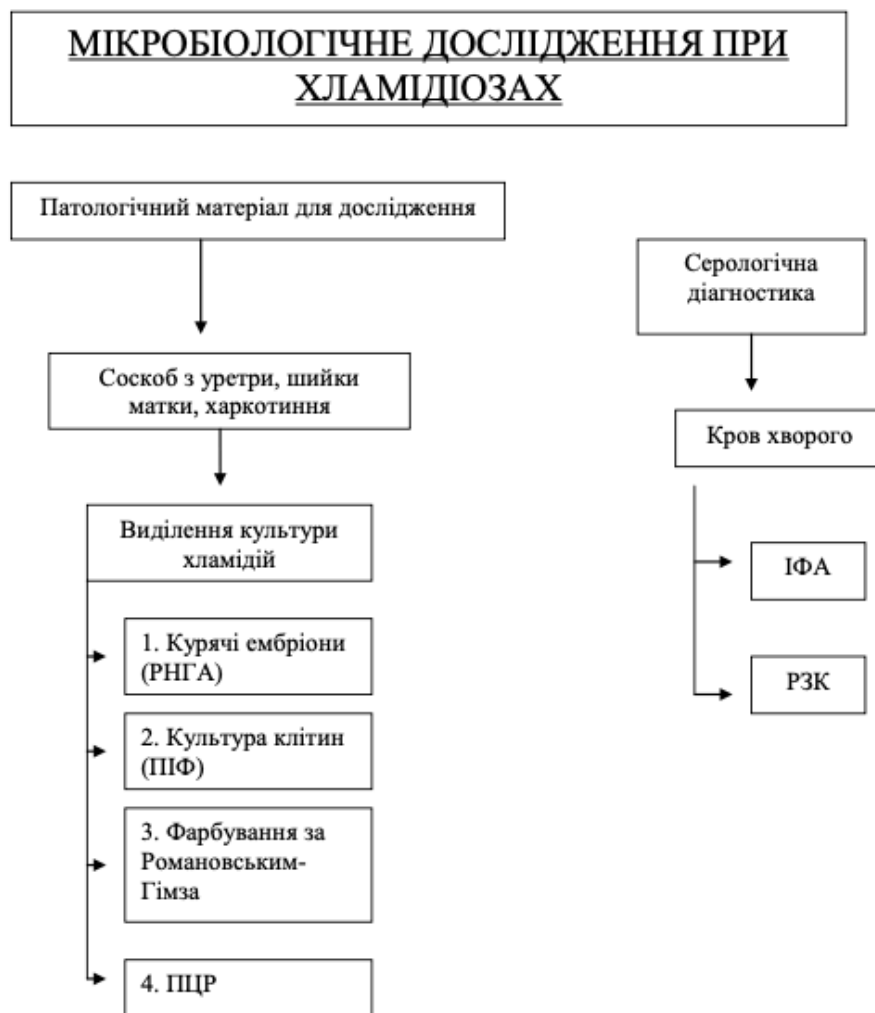 МІКРОБІОЛОГІЧНЕ ДОСЛІДЖЕННЯ ПРИ
ХЛАМІДІОЗАХ
Патологічний матеріал для дослідження
Соскоб з уретри, шийки
матки, харкотиння
Виділення культури
хламідій
1. Курячі ембріони
(РНГА)
2. Культура клітин
(ПІФ)
3. Фарбування за
Романовським-
Гімза
4. ПЦР
Серологічна
діагностика
Кров хворого
ІФА
РЗК